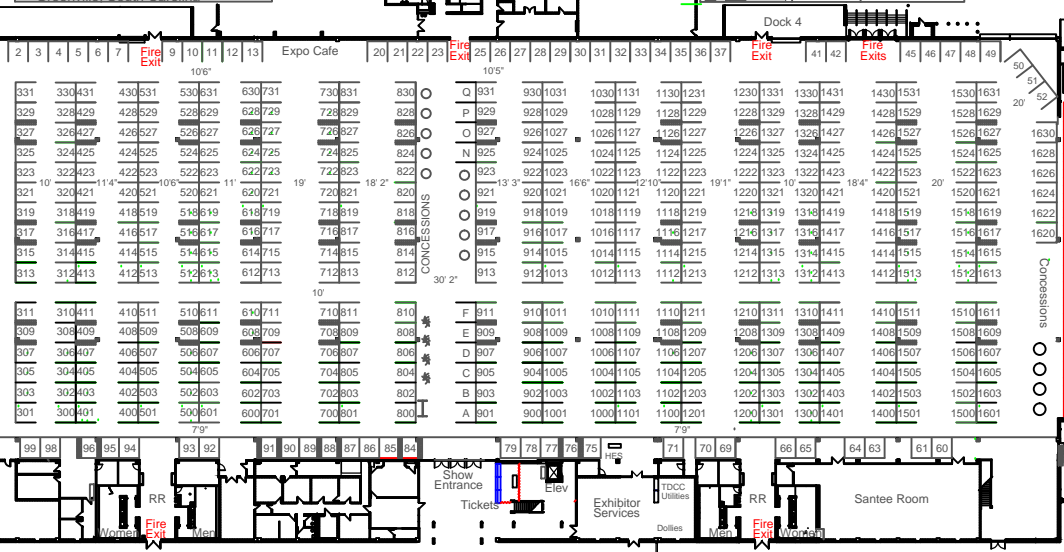 Dock 4
2 3 4 5 6 7 Fire Exit 9 10 11 12 13 Expo Cafe 20 21 22 23 Fire Exit 25 26 27 28 29 30 31 32 33 34 35 36 37 Fire Exit 41 42 Fire Exits 45 46 47 48 49
50
51
52
10'6" 10'5" 20'
331 330 431 430 531 530 631 630 731 730 831 830 Q 931 930 1031 1030 1131 1130 1231 1230 1331 1330 1431 1430 1531 1530 1631
329 328 429 428 529 528 629 628 729 728 829 828 P 929 928 1029 1028 1129 1128 1229 1228 1329 1328 1429 1428 1529 1528 1629
327 326 427 426 527 526 627 626 727 726 827 826 O 927 926 1027 1026 1127 1126 1227 1226 1327 1326 1427 1426 1527 1526 1627 1630
325 324 425 424 525 524 625 624 725 724 825 824 N 925 924 1025 1024 1125 1124 1225 1224 1325 1324 1425 1424 1525 1524 1625 1628
323 322 423 422 523 522 623 622 723 722 823 822 923 922 1023 1022 1123 1122 1223 1222 1323 1322 1423 1422 1523 1522 1623 1626
10' 11'4" 10'6" 11' 19' 18' 2" 13' 3" 16'6" 12'10" 19'1" 10' 18'4" 20'
321 320 421 420 521 520 621 620 721 720 821 820 921 920 1021 1020 1121 1120 1221 1220 1321 1320 1421 1420 1521 1520 1621 1624
319 318 419 418 519 518 619 618 719 718 819 818 919 918 1019 1018 1119 1118 1219 1218 1319 1318 1419 1418 1519 1518 1619 1622
317 316 417 416 517 516 617 616 717 716 817 816 917 916 1017 1016 1117 1116 1217 1216 1317 1316 1417 1416 1517 1516 1617 1620
315 314 415 414 515 514 615 614 715 714 815 814 915 914 1015 1014 1115 1114 1215 1214 1315 1314 1415 1414 1515 1514 1615
313 312 413 412 513 512 613 612 713 712 813 812 913 912 1013 1012 1113 1112 1213 1212 1313 1312 1413 1412 1513 1512 1613
CONCESSIONS
30' 2"
10'
Concessions
311 310 411 410 511 510 611 610 711 710 811 810 F 911 910 1011 1010 1111 1110 1211 1210 1311 1310 1411 1410 1511 1510 1611
309 308 409 408 509 508 609 608 709 708 809 808 E 909 908 1009 1008 1109 1108 1209 1208 1309 1308 1409 1408 1509 1508 1609
307 306 407 406 507 506 607 606 707 706 807 806 D 907 906 1007 1006 1107 1106 1207 1206 1307 1306 1407 1406 1507 1506 1607
305 304 405 404 505 504 605 604 705 704 805 804 C 905 904 1005 1004 1105 1104 1205 1204 1305 1304 1405 1404 1505 1504 1605
303 302 403 402 503 502 603 602 703 702 803 802 B 903 902 1003 1002 1103 1102 1203 1202 1303 1302 1403 1402 1503 1502 1603
301 300 401 400 501 500 601 600 701 700 801 800 A 901 900 1001 1000 1101 1100 1201 1200 1301 1300 1401 1400 1501 1500 1601
7'9" 7'9"
99 98 96 95 94 93 92 91 90 89 88 87 86 85 84 79 78 77 76 75 71 70 69 66 65 64 63 61 60
HES
Show
Entrance
Tickets
Elev
Exhibitor
Services
TDCC
Utilities
Dollies
RR
Women
Fire
Exit
Men
Men
RR
Fire
Exit
Women
Santee Room